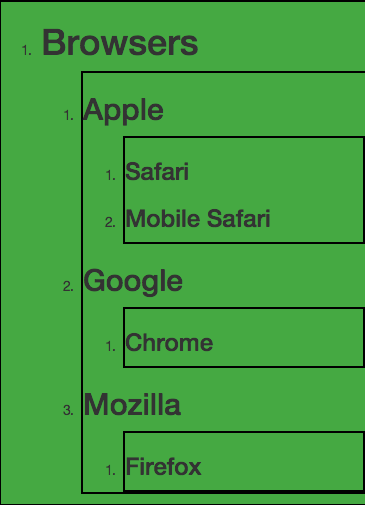 1. Browsers
1. Apple
1. Safari
2. Mobile Safari
2. Google
1. Chrome
3. Mozilla
1. Firefox